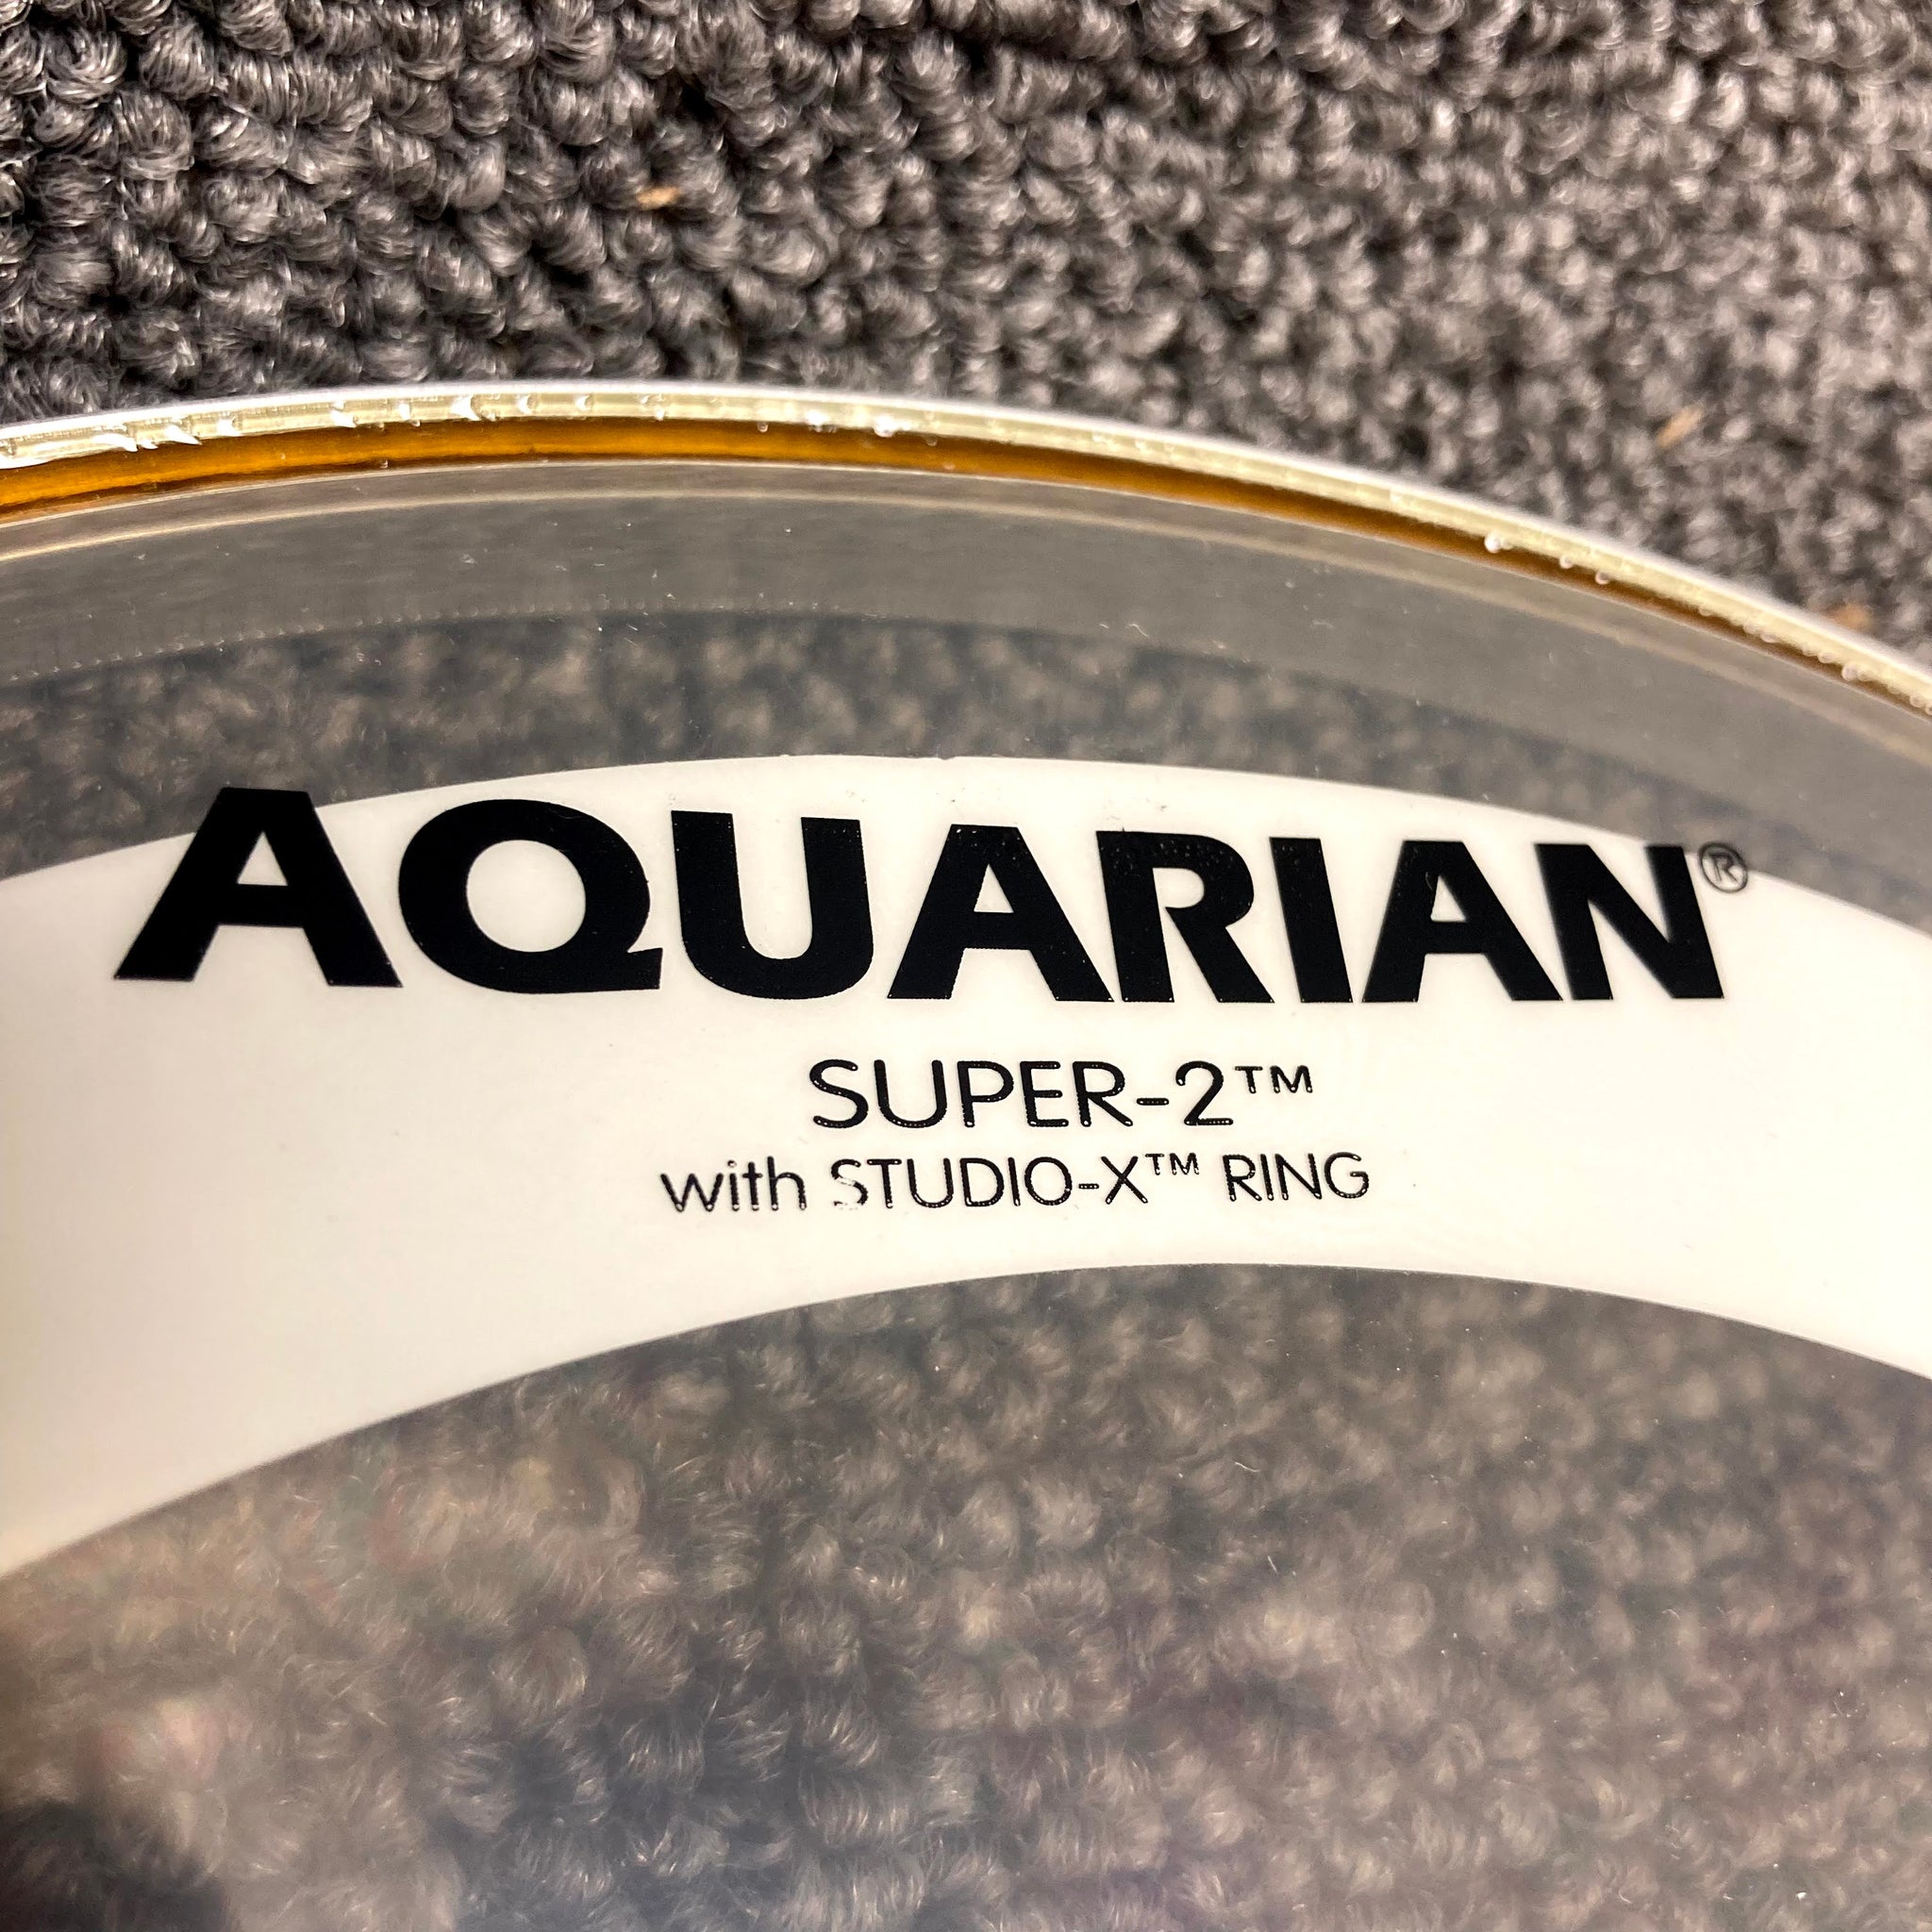 AQUARIAN®
SUPER-2™
with STUDIO-X™ RING